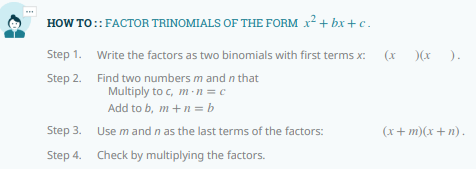 HOW TO : : FACTOR TRINOMIALS OF THE FORM x² + bx + c .
Step 1. Write the factors as two binomials with first terms x: (x )(x ) .
Step 2. Find two numbers m and n that
Multiply to c, m · n = c
Add to b, m + n = b
Step 3. Use m and n as the last terms of the factors: (x + m)(x + n) .
Step 4. Check by multiplying the factors.